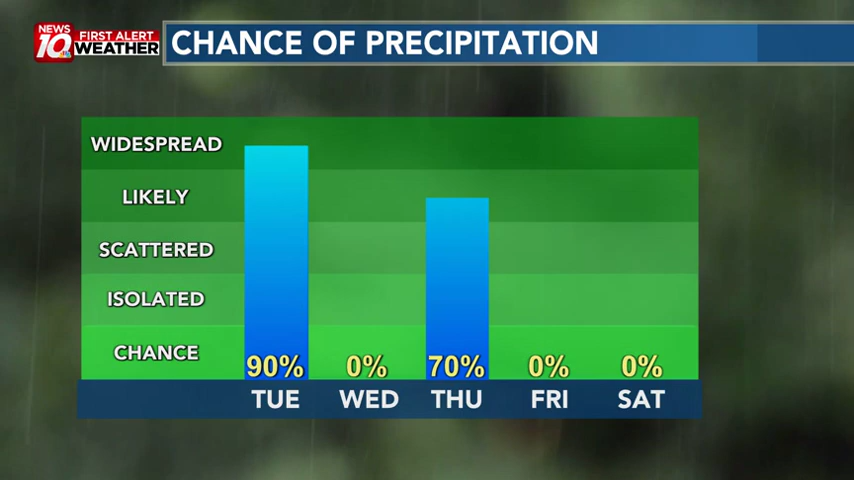 NEWS
10
FIRST ALERT
WEATHER
CHANCE OF PRECIPITATION
WIDESPREAD
LIKELY
SCATTERED
ISOLATED
CHANCE
90% 0% 70% 0% 0%
TUE WED THU FRI SAT